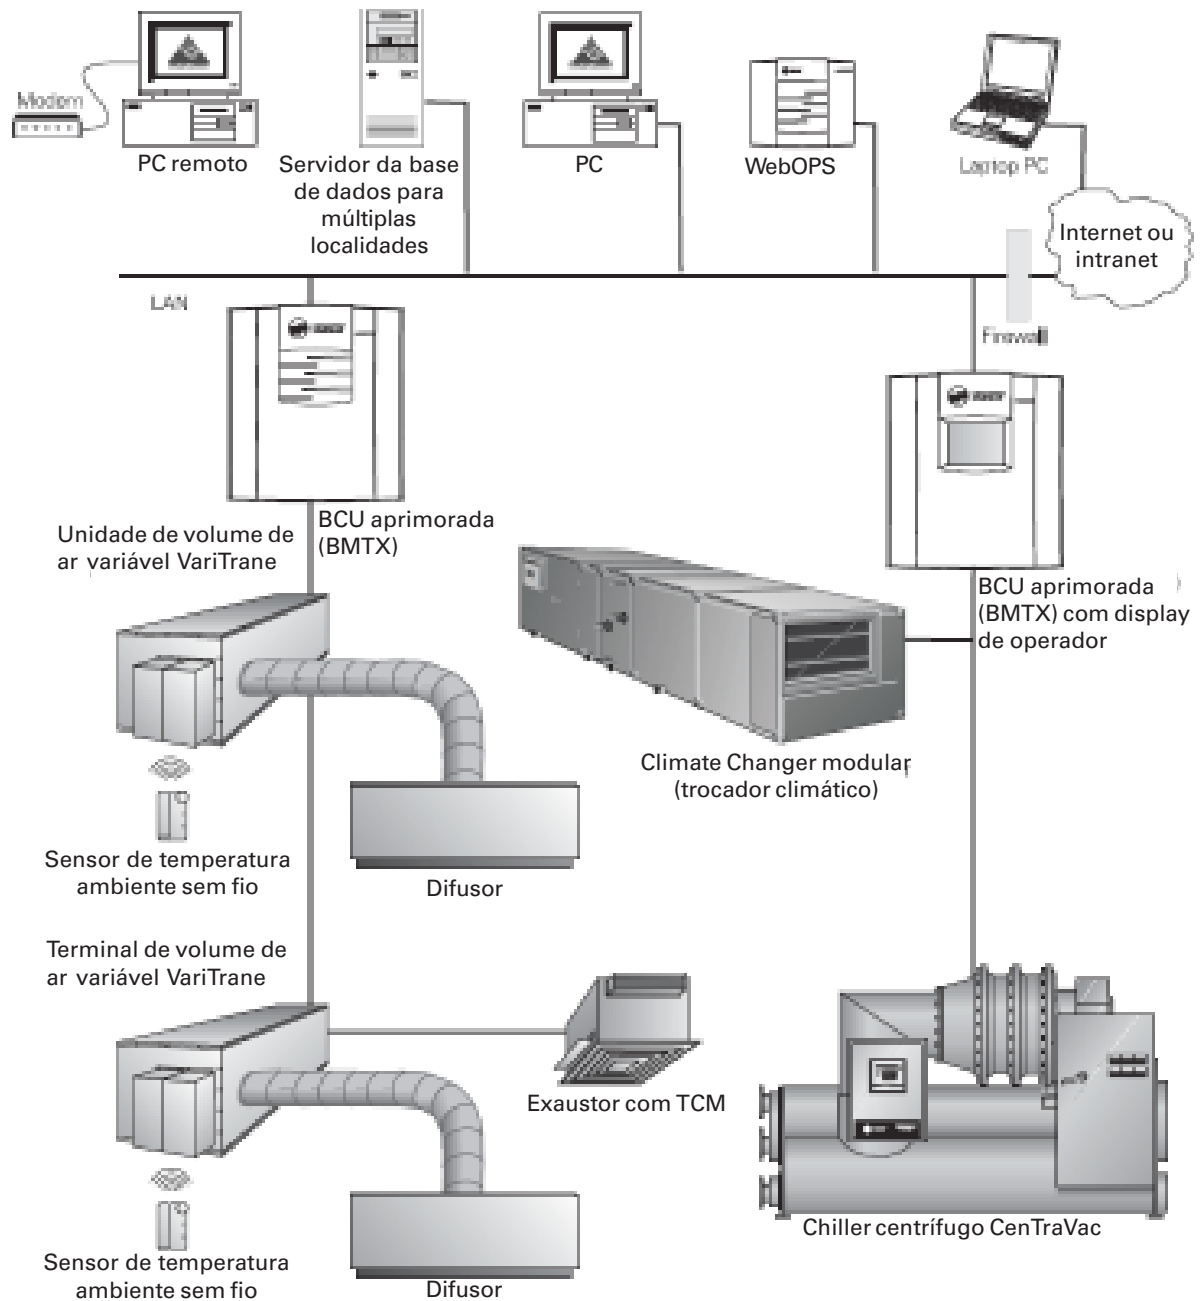 Modem
PC remoto
Servidor da base
de dados para
múltiplas
localidades
PC
WebOPS
Laptop PC
Internet ou
intranet
LAN
Firewall
BCU aprimorada
(BMTX)
Unidade de volume de
ar variável VariTrane
BCU aprimorada
(BMTX) com display
de operador
Climate Changer modular
(trocador climático)
Sensor de temperatura
ambiente sem fio
Difusor
Terminal de volume de
ar variável VariTrane
Exaustor com TCM
Chiller centrífugo CenTraVac
Sensor de temperatura
ambiente sem fio
Difusor